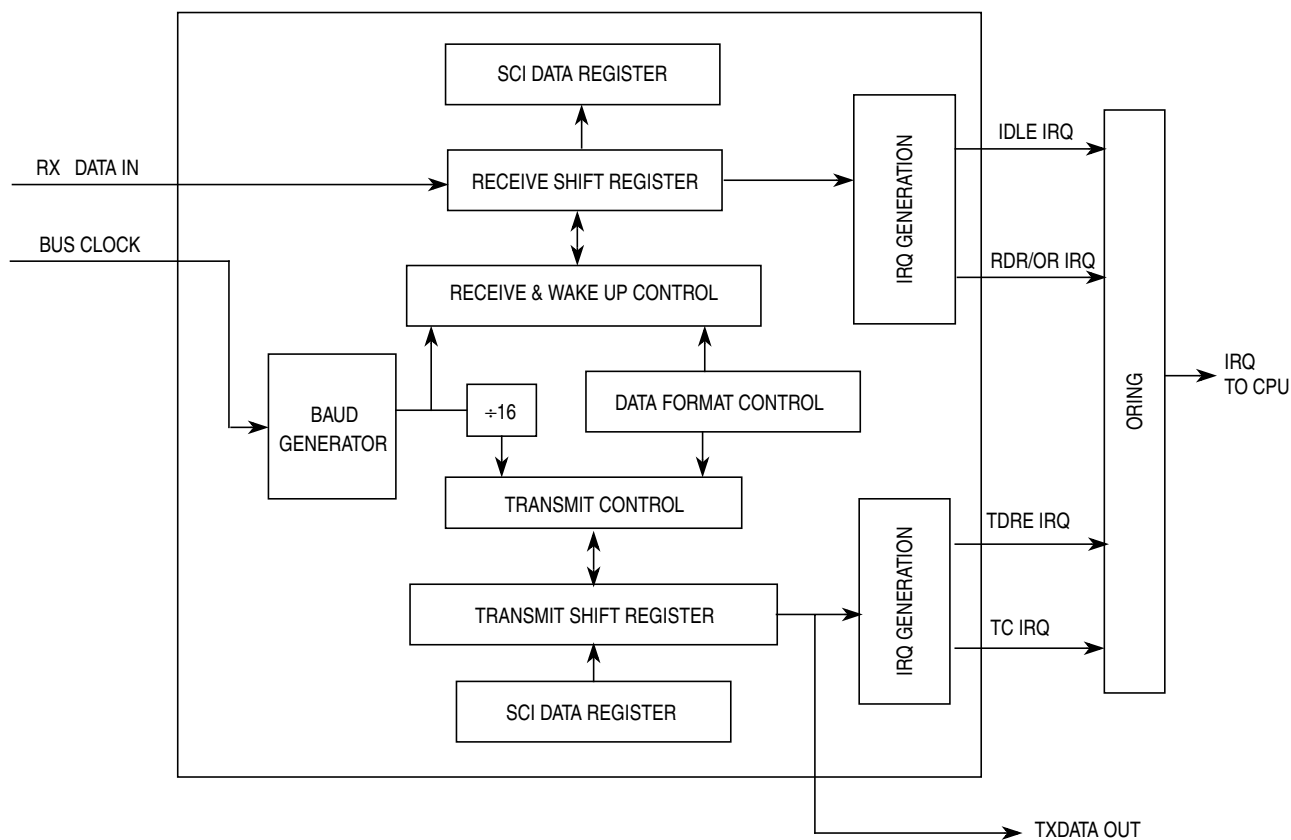 SCI DATA REGISTER
RX DATA IN
RECEIVE SHIFT REGISTER
IRQ GENERATION
IDLE IRQ
BUS CLOCK
RECEIVE & WAKE UP CONTROL
RDR/OR IRQ
BAUD
GENERATOR
÷16
DATA FORMAT CONTROL
ORING
IRQ
TO CPU
TRANSMIT CONTROL
TRANSMIT SHIFT REGISTER
IRQ GENERATION
TDRE IRQ
TC IRQ
SCI DATA REGISTER
TXDATA OUT